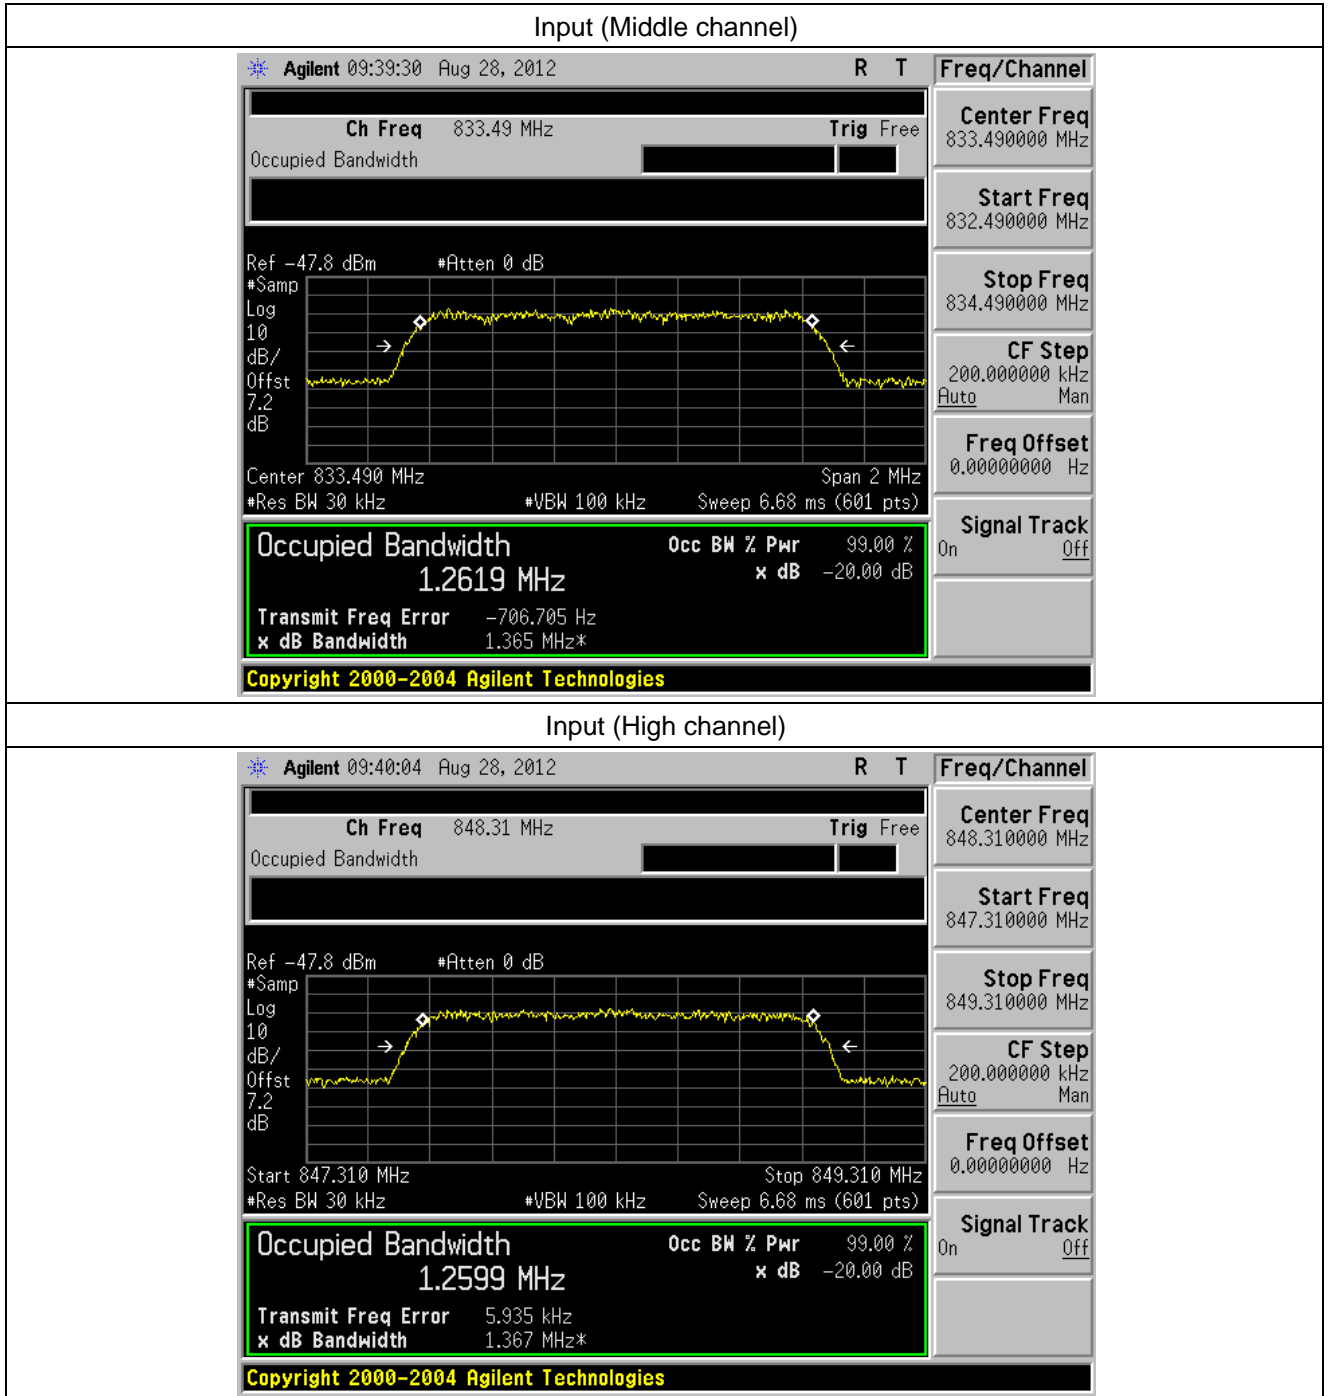 Input (Middle channel)
Agilent 09:39:30 Aug 28, 2012 R T
Freq/Channel
Ch Freq 833.49 MHz Trig Free
Occupied Bandwidth
Center Freq
833.490000 MHz
Start Freq
832.490000 MHz
Stop Freq
834.490000 MHz
CF Step
200.000000 kHz
Auto Man
Freq Offset
0.00000000 Hz
Signal Track
On Off
Ref -47.8 dBm #Atten 0 dB
#Samp
Log
10
dB/
Offst
7.2
dB
Center 833.490 MHz Span 2 MHz
#Res BW 30 kHz #VBW 100 kHz Sweep 6.68 ms (601 pts)
Occupied Bandwidth Occ BW % Pwr 99.00 %
1.2619 MHz x dB -20.00 dB
Transmit Freq Error -706.705 Hz
x dB Bandwidth 1.365 MHz*
Copyright 2000-2004 Agilent Technologies
Input (High channel)
Agilent 09:40:04 Aug 28, 2012 R T
Freq/Channel
Ch Freq 848.31 MHz Trig Free
Occupied Bandwidth
Center Freq
848.310000 MHz
Start Freq
847.310000 MHz
Stop Freq
849.310000 MHz
CF Step
200.000000 kHz
Auto Man
Freq Offset
0.00000000 Hz
Signal Track
On Off
Ref -47.8 dBm #Atten 0 dB
#Samp
Log
10
dB/
Offst
7.2
dB
Start 847.310 MHz Stop 849.310 MHz
#Res BW 30 kHz #VBW 100 kHz Sweep 6.68 ms (601 pts)
Occupied Bandwidth Occ BW % Pwr 99.00 %
1.2599 MHz x dB -20.00 dB
Transmit Freq Error 5.935 kHz
x dB Bandwidth 1.367 MHz*
Copyright 2000-2004 Agilent Technologies